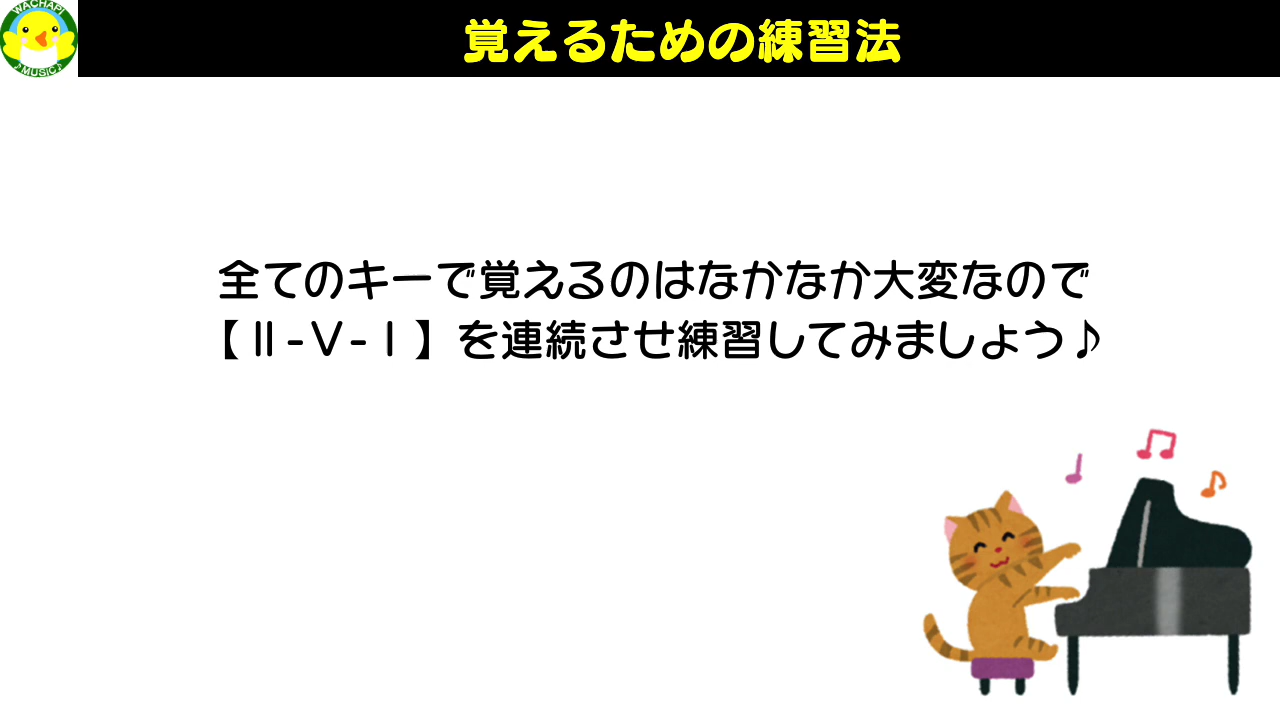 WACHAPI
♪MUSIC♪
覚えるための練習法
全てのキーで覚えるのはなかなか大変なので
【Ⅱ-Ⅴ-Ⅰ】を連続させ練習してみましょう♪